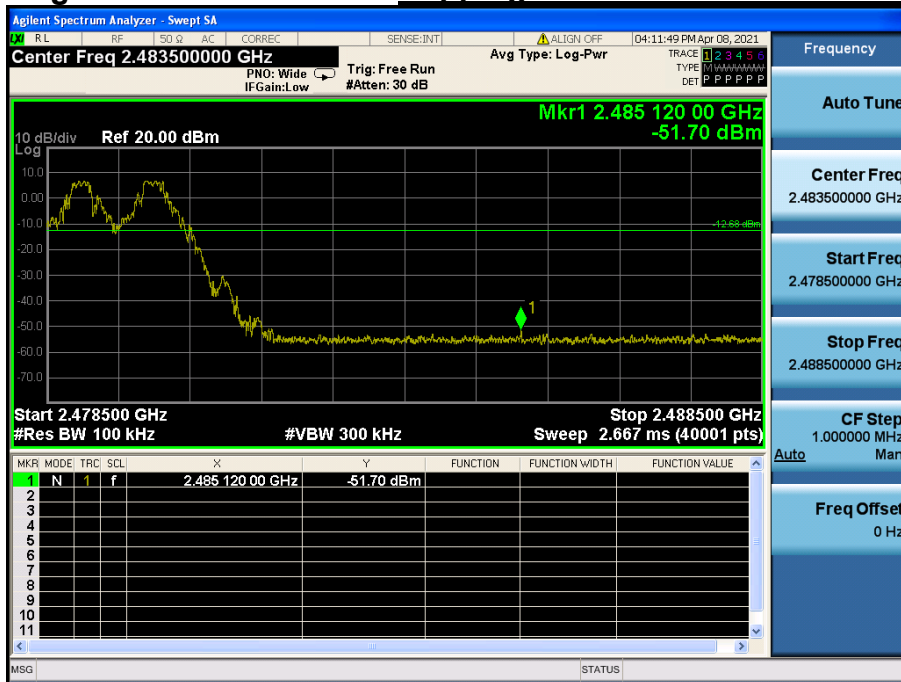 Agilent Spectrum Analyzer - Swept SA
LXI RL RF 50 Ω AC CORREC SENSE:INT ALIGN OFF 04:11:49 PM Apr 08, 2021
Center Freq 2.483500000 GHz
PNO: Wide
IFGain:Low
Trig: Free Run
#Atten: 30 dB
Avg Type: Log-Pwr
TRACE 1 2 3 4 5 6
TYPE MWWWWW
DET P P P P P P
Mkr1 2.485 120 00 GHz
-51.70 dBm
10 dB/div Ref 20.00 dBm
Log
10.0
0.00
-10.0
-12.68 dBm
-20.0
-30.0
-40.0
1
-50.0
-60.0
-70.0
Start 2.478500 GHz Stop 2.488500 GHz
#Res BW 100 kHz #VBW 300 kHz Sweep 2.667 ms (40001 pts)
MKR MODE TRC SCL X Y FUNCTION FUNCTION WIDTH FUNCTION VALUE
1 N 1 f 2.485 120 00 GHz -51.70 dBm
2
3
4
5
6
7
8
9
10
11
MSG STATUS
Frequency
Auto Tune
Center Freq
2.483500000 GHz
Start Freq
2.478500000 GHz
Stop Freq
2.488500000 GHz
CF Step
1.000000 MHz
Auto Man
Freq Offset
0 Hz